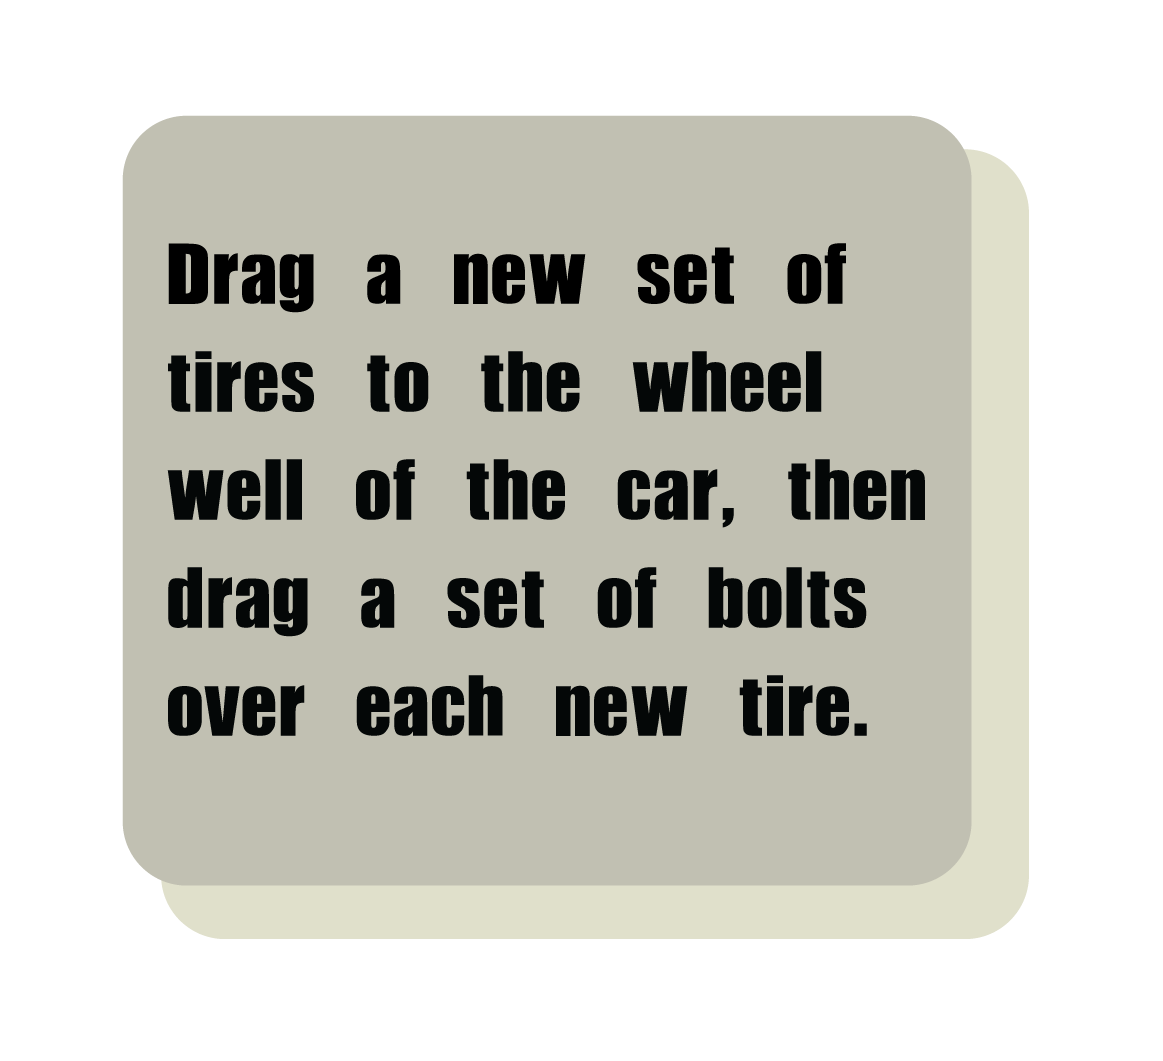 Drag a new set of
tires to the wheel
well of the car, then
drag a set of bolts
over each new tire.